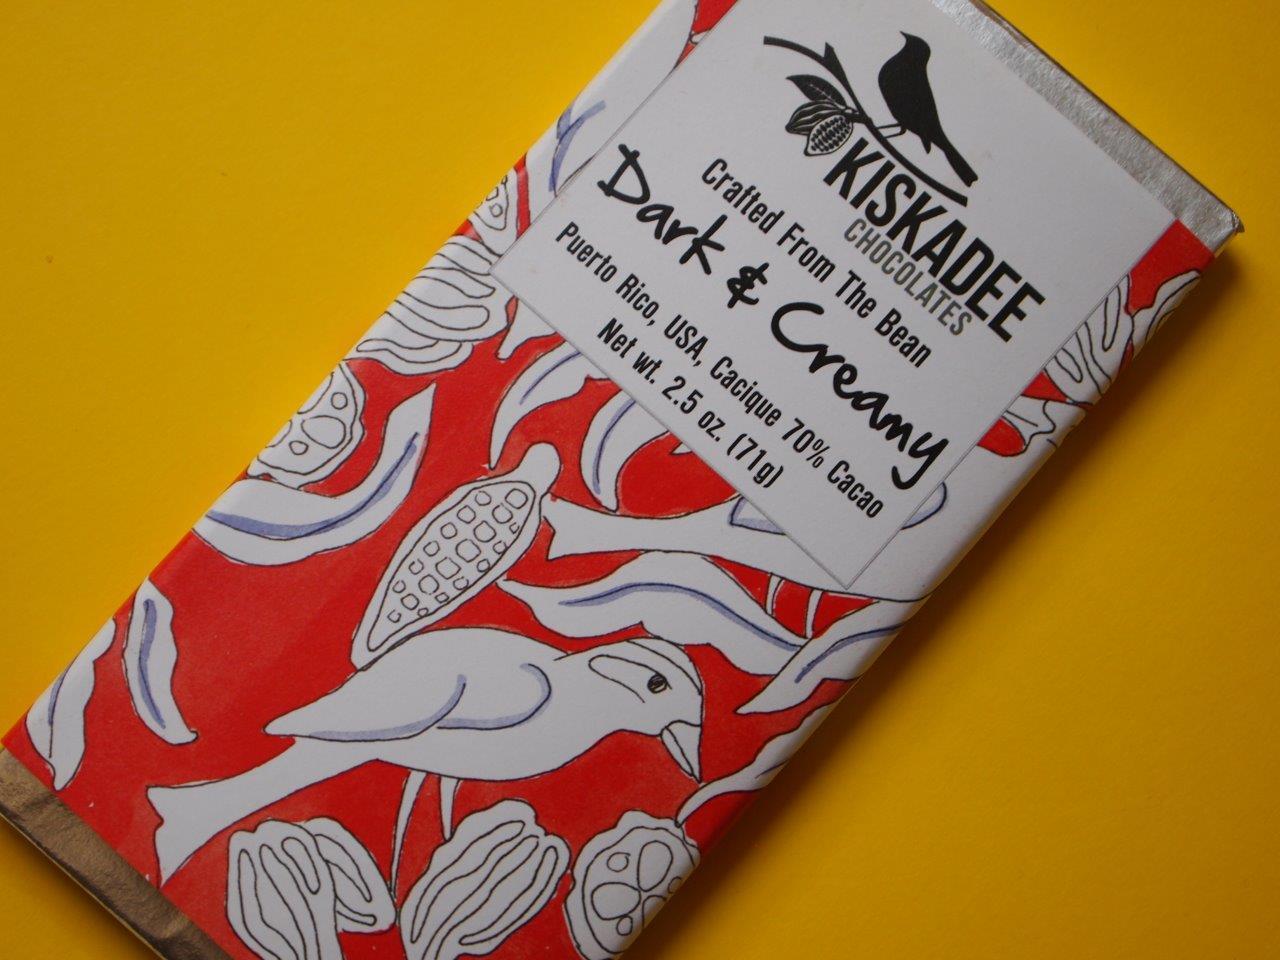 KISKADEE
CHOCOLATES
Crafted From The Bean
Dark & Creamy
Puerto Rico, USA, Cacique 70% Cacao
Net wt. 2.5 oz. (71g)